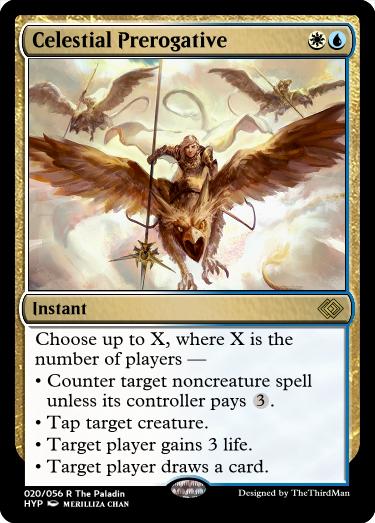 Celestial Prerogative
Instant
Choose up to X, where X is the
number of players —
• Counter target noncreature spell
unless its controller pays 3.
• Tap target creature.
• Target player gains 3 life.
• Target player draws a card.
020/056 R The Paladin
HYP MERILLIZA CHAN
Designed by TheThirdMan